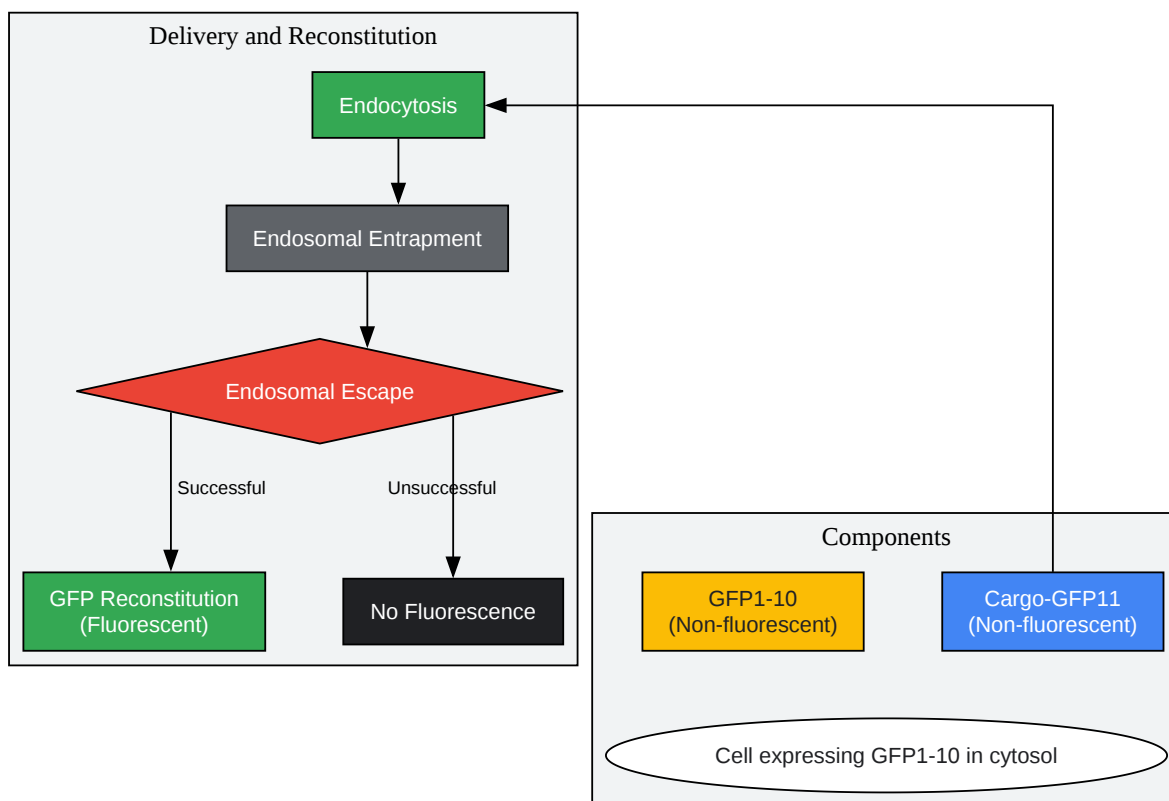 Delivery and Reconstitution
Endocytosis
Endosomal Entrapment
Endosomal Escape
Successful
Unsuccessful
GFP Reconstitution
(Fluorescent)
No Fluorescence
Components
GFP1-10
(Non-fluorescent)
Cargo-GFP11
(Non-fluorescent)
Cell expressing GFP1-10 in cytosol